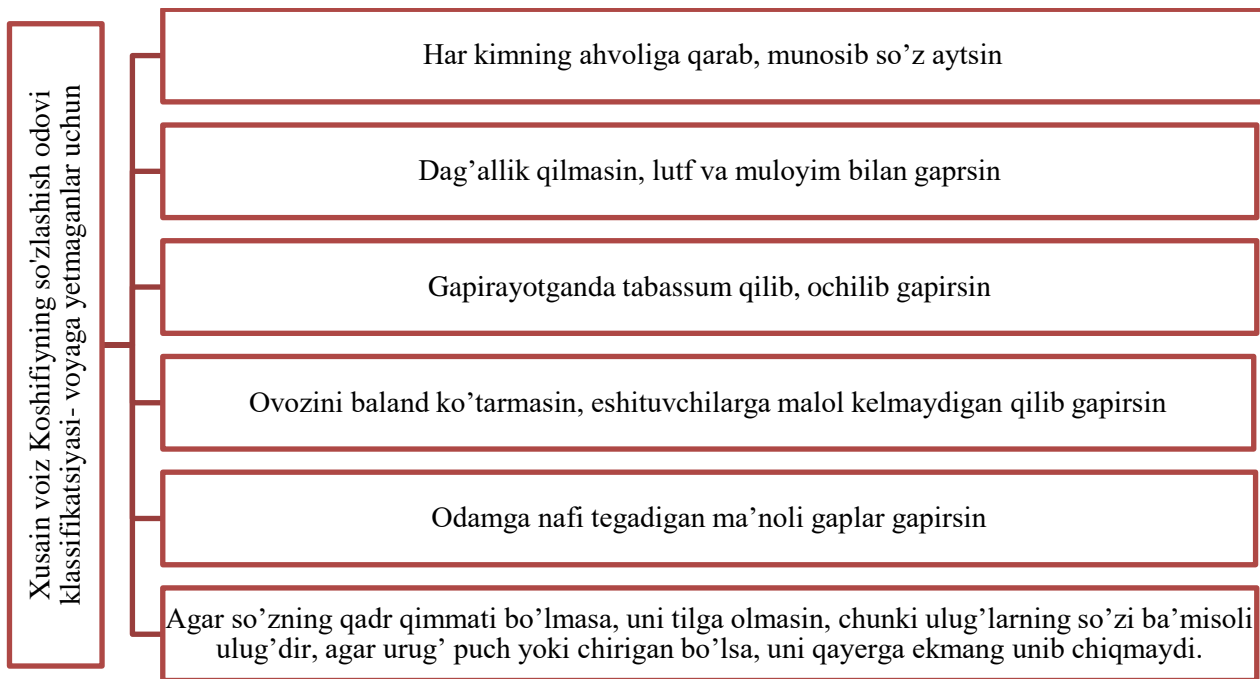 Xusain voiz Koshifiyning so'zlashish odovi
klassifikatsiyasi- voyaga yetmaganlar uchun
Har kimning ahvoliga qarab, munosib so’z aytsin
Dag’allik qilmasin, lutf va muloyim bilan gaprsin
Gapirayotganda tabassum qilib, ochilib gapirsin
Ovozini baland ko’tarmasin, eshituvchilarga malol kelmaydigan qilib gapirsin
Odamga nafi tegadigan ma’noli gaplar gapirsin
Agar so’zning qadr qimmati bo’lmasa, uni tilga olmasin, chunki ulug’larning so’zi ba’misoli
ulug’dir, agar urug’ puch yoki chirigan bo’lsa, uni qayerga ekmang unib chiqmaydi.